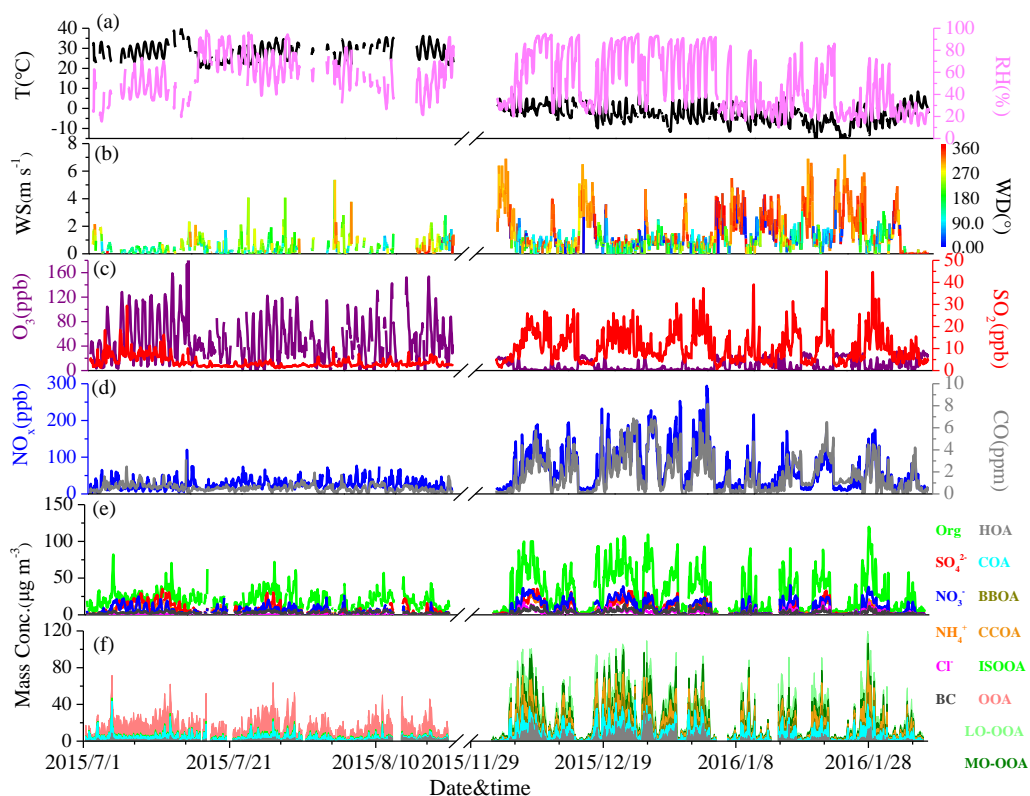 (a)
40
30
20
10
0
-10
T(℃)
100
80
60
40
20
0
RH(%
(b)
8
6
4
2
0
WS(m s⁻¹)
360
270
180
90.0
0.00
WD(°)
(c)
160
120
80
40
0
O₃(ppb)
50
40
30
20
10
0
SO₂(ppb)
(d)
300
200
100
0
NOₓ(ppb)
10
8
6
4
2
0
CO(ppm)
(e)
150
100
50
25
0
(f)
120
80
40
0
Mass Conc.(μg m⁻³)
Org HOA
SO₄²⁻ COA
NO₃⁻ BBOA
NH₄⁺ CCOA
Cl⁻ ISOOA
BC OOA
LO-OOA
MO-OOA
2015/7/1 2015/7/21 2015/8/10 2015/11/29 2015/12/19 2016/1/8 2016/1/28
Date&time